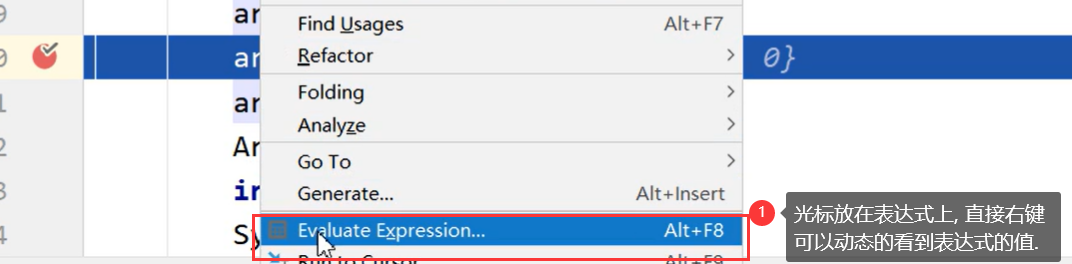 9
ar
Find Usages Alt+F7
0
ar
Refactor
0}
Folding
1
ar
Analyze
2
Ar
Go To
3
in
Generate... Alt+Insert
4
Sy
Evaluate Expression... Alt+F8
1
光标放在表达式上, 直接右键
可以动态的看到表达式的值.
Run to Cursor Alt+F9